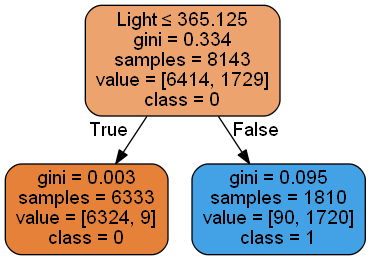 Light ≤ 365.125
gini = 0.334
samples = 8143
value = [6414, 1729]
class = 0
True
False
gini = 0.003
samples = 6333
value = [6324, 9]
class = 0
gini = 0.095
samples = 1810
value = [90, 1720]
class = 1